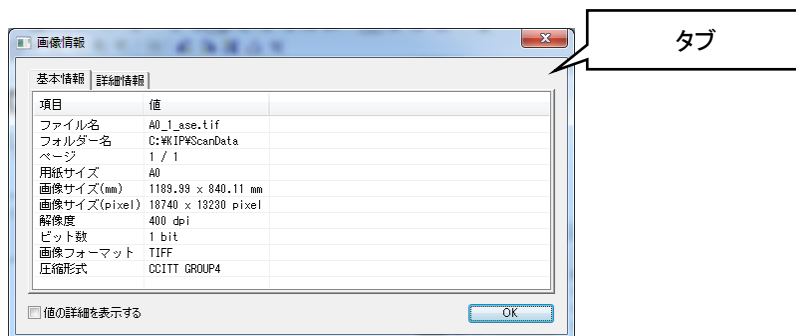 画像情報
タブ
基本情報 詳細情報
項目 値
ファイル名 A0_1_ase.tif
フォルダー名 C:¥KIP¥ScanData
ページ 1 / 1
用紙サイズ A0
画像サイズ(mm) 1189.99 x 840.11 mm
画像サイズ(pixel) 18740 x 13230 pixel
解像度 400 dpi
ビット数 1 bit
画像フォーマット TIFF
圧縮形式 CCITT GROUP4
値の詳細を表示する OK